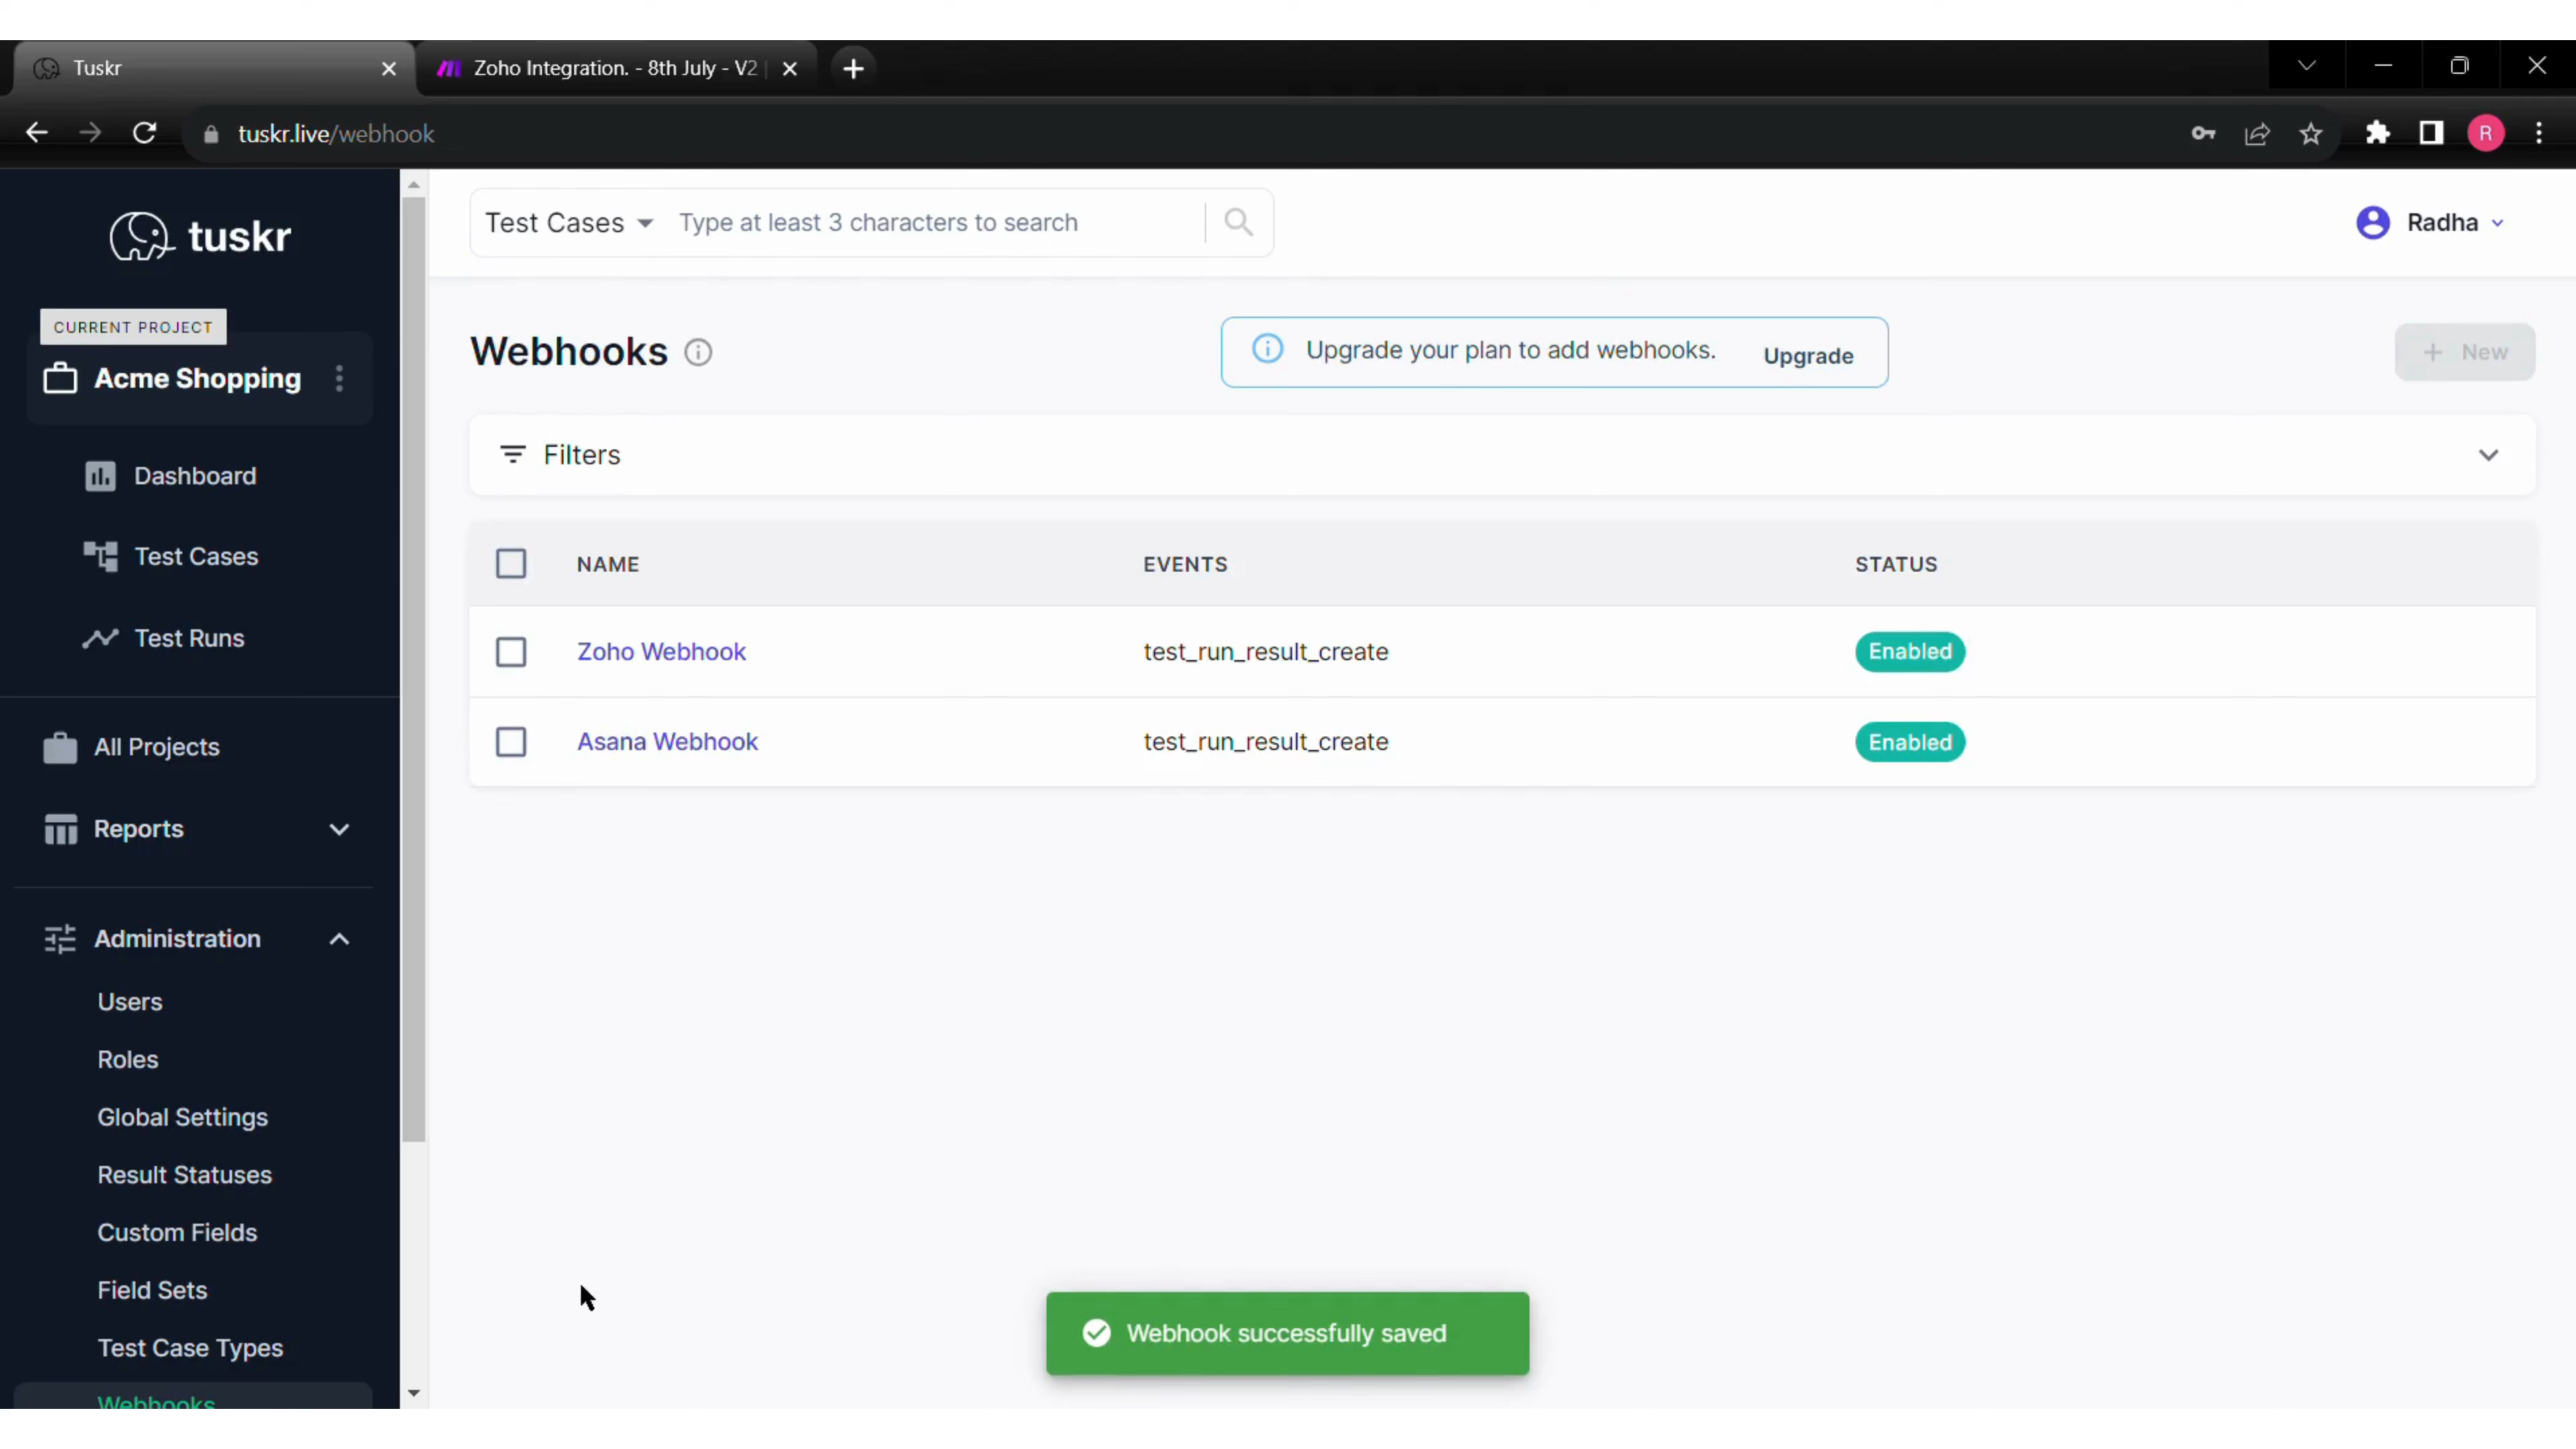 Tuskr
Zoho Integration. - 8th July - V2
tuskr.live/webhook
R
tuskr
Test Cases
Type at least 3 characters to search
Radha
CURRENT PROJECT
Acme Shopping
Webhooks
Upgrade your plan to add webhooks.
Upgrade
+ New
Dashboard
Test Cases
Test Runs
All Projects
Reports
Administration
Users
Roles
Global Settings
Result Statuses
Custom Fields
Field Sets
Test Case Types
Webhooks
Filters
NAME EVENTS STATUS
Zoho Webhook test_run_result_create Enabled
Asana Webhook test_run_result_create Enabled
Webhook successfully saved